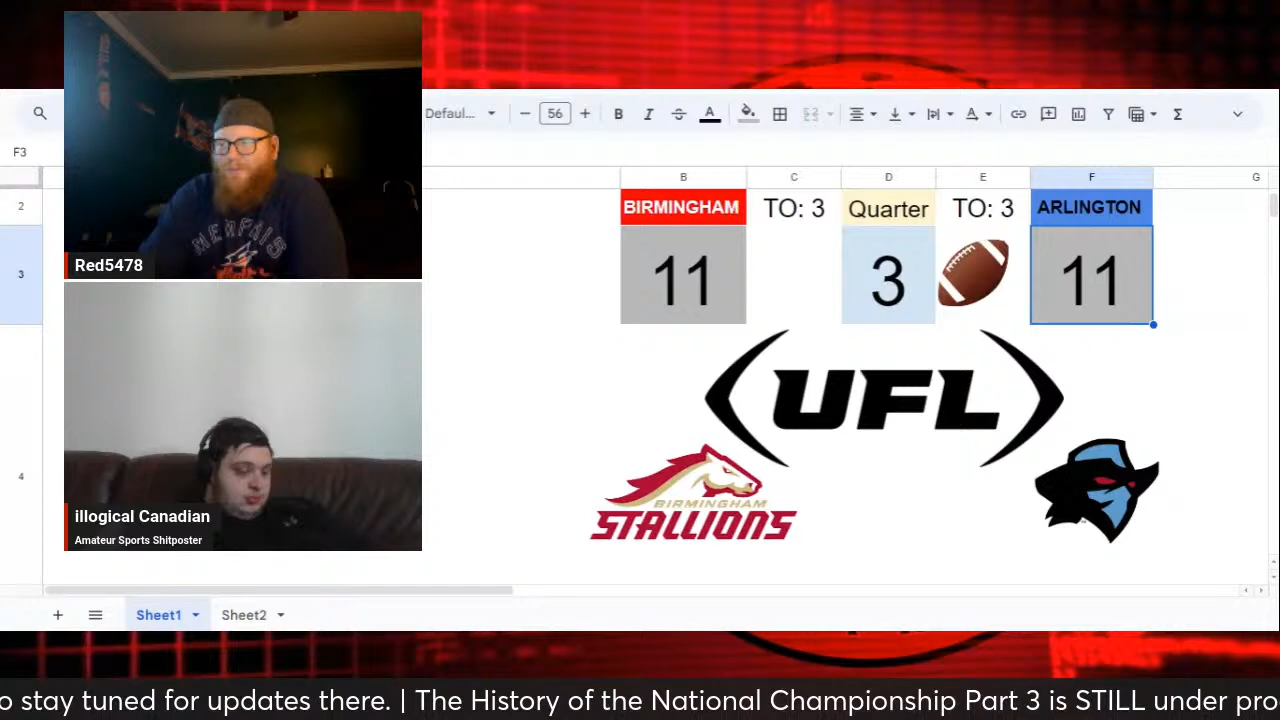 Defaul...
56
B
I
A
A
Σ
F3
B
C
D
E
F
G
2
BIRMINGHAM
TO: 3
Quarter
TO: 3
ARLINGTON
3
11
3
11
4
UFL
BIRMINGHAM
STALLIONS
MEMPHIS
Red5478
illogical Canadian
Amateur Sports Shitposter
Sheet1
Sheet2
o stay tuned for updates there. | The History of the National Championship Part 3 is STILL under pro